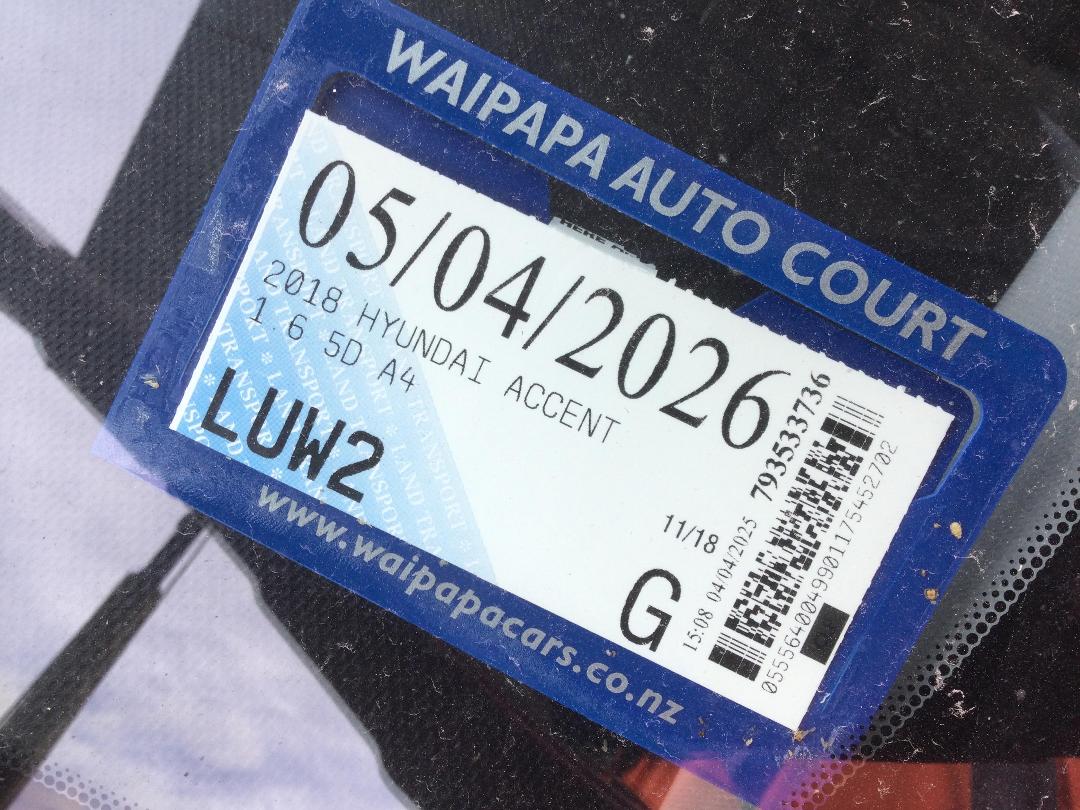 WAIPAPA AUTO COURT
05/04/2026
2018 HYUNDAI ACCENT
1.6 5D A4
LUW2
11/18
G
793533736
15:08 04/04/2025
0555640049901175452702
www.waipapacars.co.nz